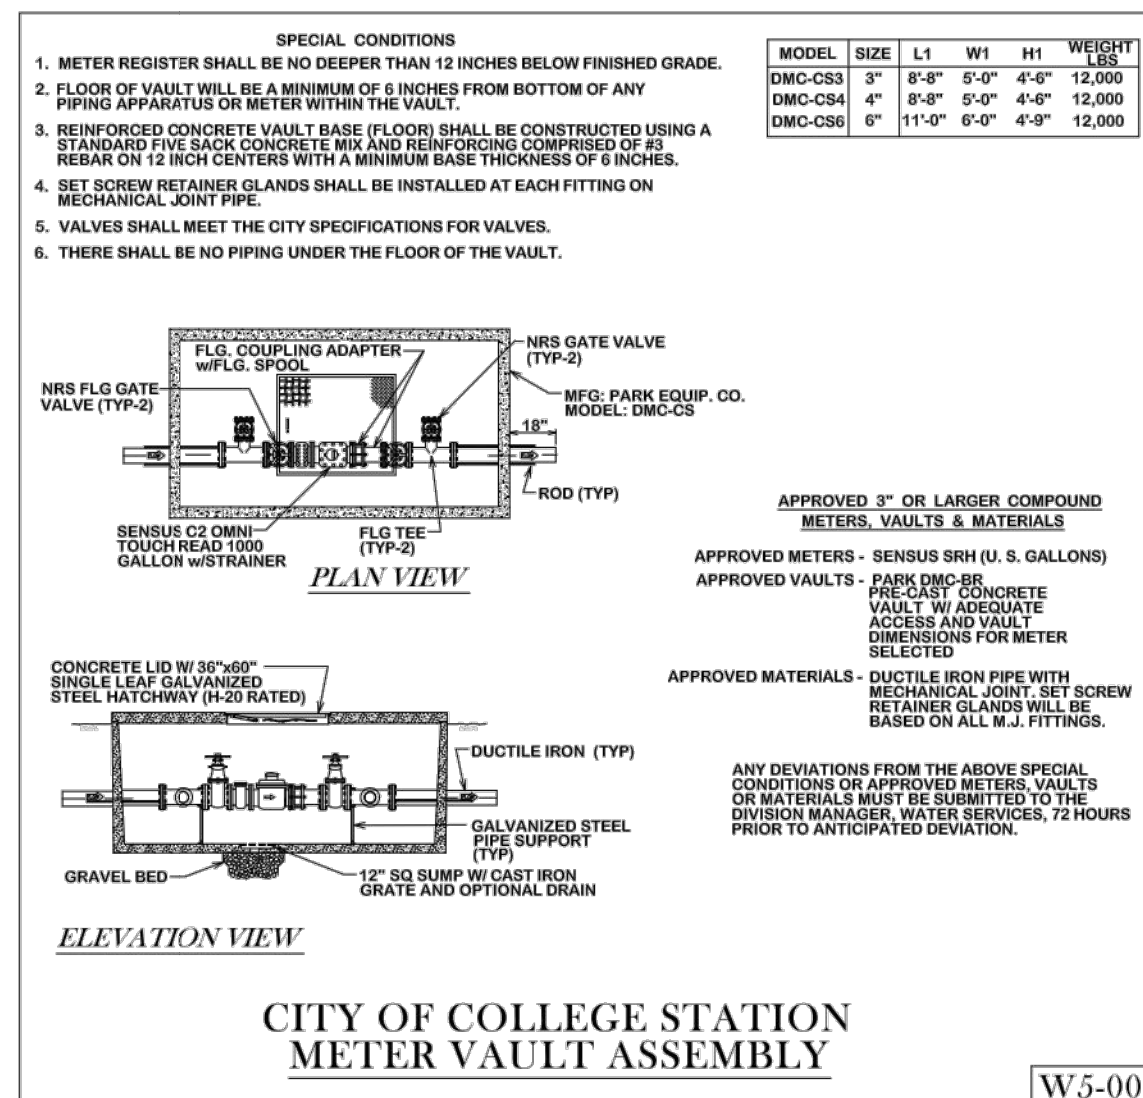 SPECIAL CONDITIONS
1. METER REGISTER SHALL BE NO DEEPER THAN 12 INCHES BELOW FINISHED GRADE.
2. FLOOR OF VAULT WILL BE A MINIMUM OF 6 INCHES FROM BOTTOM OF ANY
PIPING APPARATUS OR METER WITHIN THE VAULT.
3. REINFORCED CONCRETE VAULT BASE (FLOOR) SHALL BE CONSTRUCTED USING A
STANDARD FIVE SACK CONCRETE MIX AND REINFORCING COMPRISED OF #3
REBAR ON 12 INCH CENTERS WITH A MINIMUM BASE THICKNESS OF 6 INCHES.
4. SET SCREW RETAINER GLANDS SHALL BE INSTALLED AT EACH FITTING ON
MECHANICAL JOINT PIPE.
5. VALVES SHALL MEET THE CITY SPECIFICATIONS FOR VALVES.
6. THERE SHALL BE NO PIPING UNDER THE FLOOR OF THE VAULT.
MODEL SIZE L1 W1 H1 WEIGHT LBS
DMC-CS3 3" 8'-8" 5'-0" 4'-6" 12,000
DMC-CS4 4" 8'-8" 5'-0" 4'-6" 12,000
DMC-CS6 6" 11'-0" 6'-0" 4'-9" 12,000
FLG. COUPLING ADAPTER
w/FLG. SPOOL
NRS GATE VALVE
(TYP-2)
NRS FLG GATE
VALVE (TYP-2)
MFG: PARK EQUIP. CO.
MODEL: DMC-CS
18"
ROD (TYP)
SENSUS C2 OMNI
TOUCH READ 1000
GALLON w/STRAINER
FLG TEE
(TYP-2)
PLAN VIEW
APPROVED 3" OR LARGER COMPOUND
METERS, VAULTS & MATERIALS
APPROVED METERS - SENSUS SRH (U. S. GALLONS)
APPROVED VAULTS - PARK DMC-BR
PRE-CAST CONCRETE
VAULT W/ ADEQUATE
ACCESS AND VAULT
DIMENSIONS FOR METER
SELECTED
APPROVED MATERIALS - DUCTILE IRON PIPE WITH
MECHANICAL JOINT. SET SCREW
RETAINER GLANDS WILL BE
BASED ON ALL M.J. FITTINGS.
ANY DEVIATIONS FROM THE ABOVE SPECIAL
CONDITIONS OR APPROVED METERS, VAULTS
OR MATERIALS MUST BE SUBMITTED TO THE
DIVISION MANAGER, WATER SERVICES, 72 HOURS
PRIOR TO ANTICIPATED DEVIATION.
CONCRETE LID W/ 36"x60"
SINGLE LEAF GALVANIZED
STEEL HATCHWAY (H-20 RATED)
DUCTILE IRON (TYP)
GALVANIZED STEEL
PIPE SUPPORT
(TYP)
GRAVEL BED
12" SQ SUMP W/ CAST IRON
GRATE AND OPTIONAL DRAIN
ELEVATION VIEW
CITY OF COLLEGE STATION
METER VAULT ASSEMBLY
W5-00